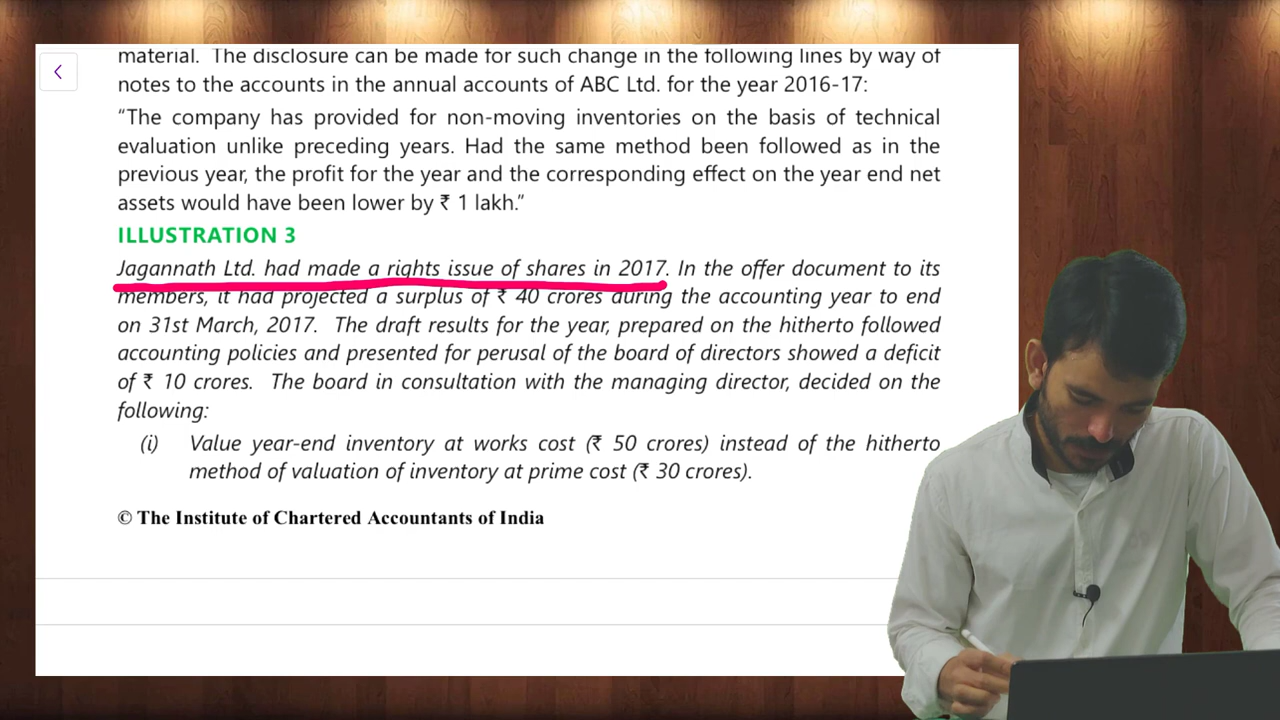 material. The disclosure can be made for such change in the following lines by way of
notes to the accounts in the annual accounts of ABC Ltd. for the year 2016-17:
“The company has provided for non-moving inventories on the basis of technical
evaluation unlike preceding years. Had the same method been followed as in the
previous year, the profit for the year and the corresponding effect on the year end net
assets would have been lower by ₹ 1 lakh.”
ILLUSTRATION 3
Jagannath Ltd. had made a rights issue of shares in 2017. In the offer document to its
members, it had projected a surplus of ₹ 40 crores during the accounting year to end
on 31st March, 2017. The draft results for the year, prepared on the hitherto followed
accounting policies and presented for perusal of the board of directors showed a deficit
of ₹ 10 crores. The board in consultation with the managing director, decided on the
following:
(i) Value year-end inventory at works cost (₹ 50 crores) instead of the hitherto
method of valuation of inventory at prime cost (₹ 30 crores).
© The Institute of Chartered Accountants of India